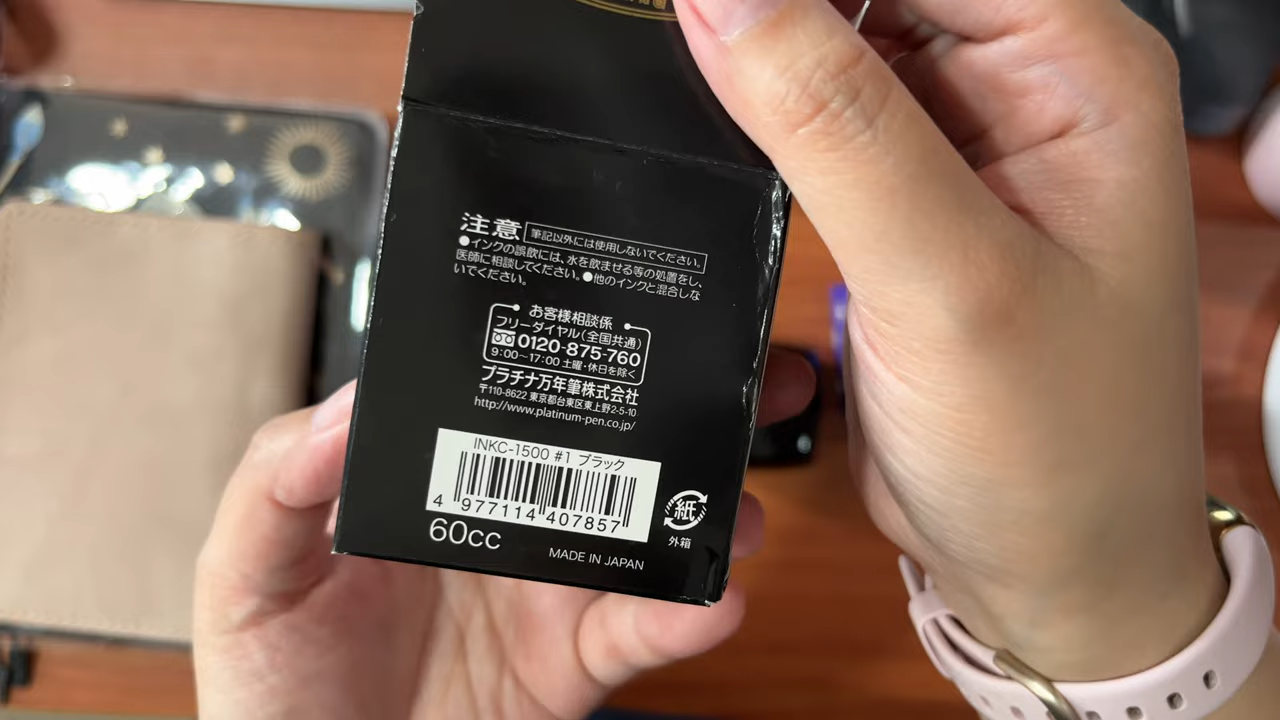 注意 筆記以外には使用しないでください。
●インクの誤飲には、水を飲ませる等の処置をし、
医師に相談してください。●他のインクと混合しな
いでください。
お客様相談係
フリーダイヤル(全国共通)
0120-875-760
9:00〜17:00 土曜・休日を除く
プラチナ万年筆株式会社
〒110-8622 東京都台東区東上野2-5-10
http://www.platinum-pen.co.jp/
INKC-1500 #1 ブラック
4 977114 407857
紙
外箱
60cc
MADE IN JAPAN